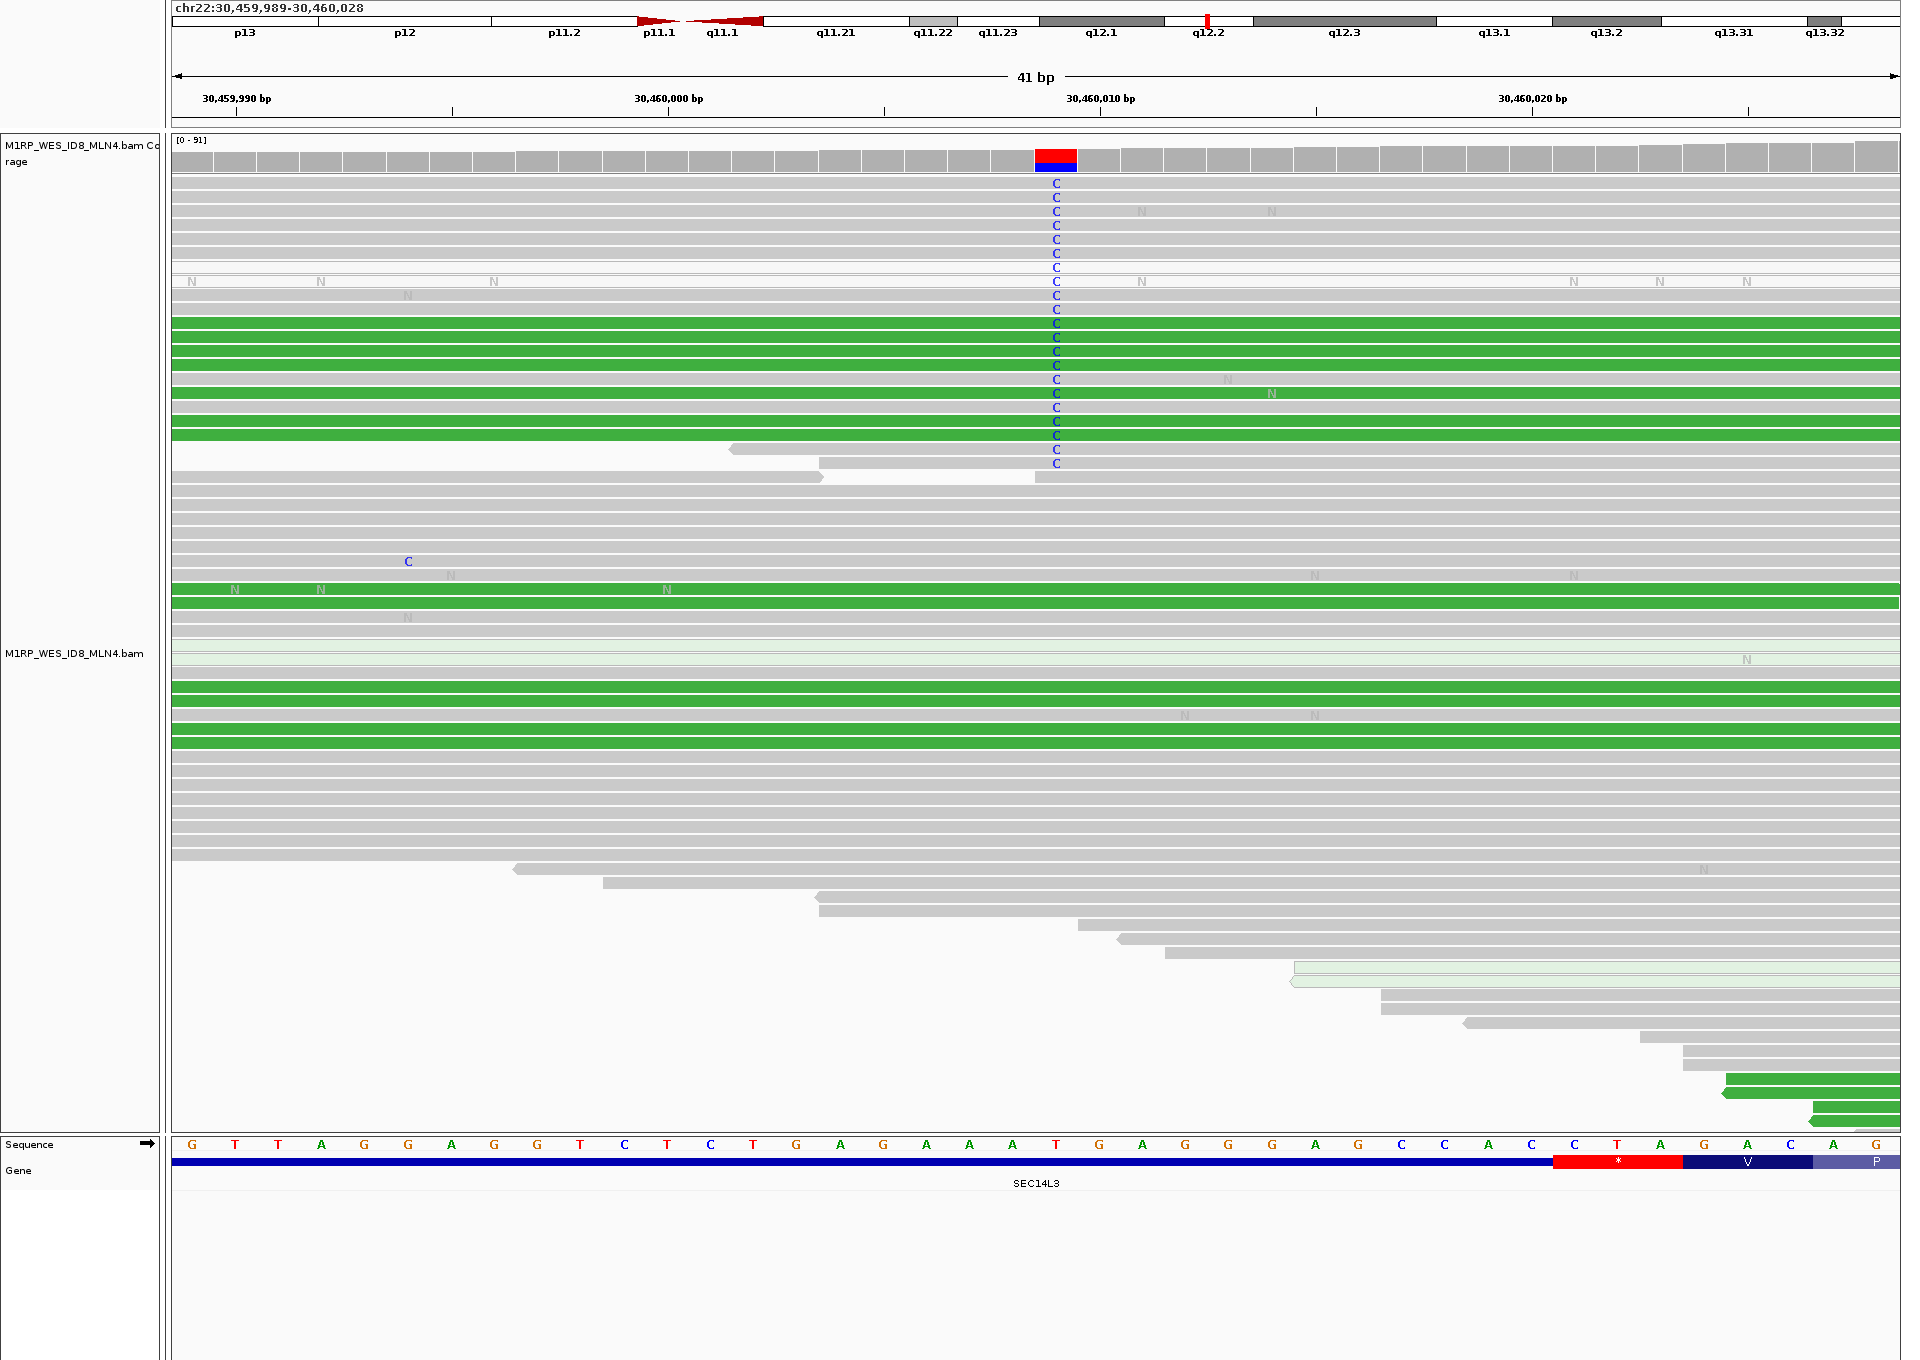 chr22:30,459,989-30,460,028
p13 p12 p11.2 p11.1 q11.1 q11.21 q11.22 q11.23 q12.1 q12.2 q12.3 q13.1 q13.2 q13.31 q13.32
41 bp
30,459,990 bp 30,460,000 bp 30,460,010 bp 30,460,020 bp
[0 - 91]
M1RP_WES_ID8_MLN4.bam Co
rage
C
C
C N N
C
C
C
C
N N N C N N N N
N C
C
C
C
C
C
C N
C N
C
C
C
C
C
C
N N N
N N N
N
M1RP_WES_ID8_MLN4.bam
N
N N
N
Sequence G T T A G G A G G T C T C T G A G A A A T G A G G G A G C C A C C T A G A C A G
Gene * V P
SEC14L3